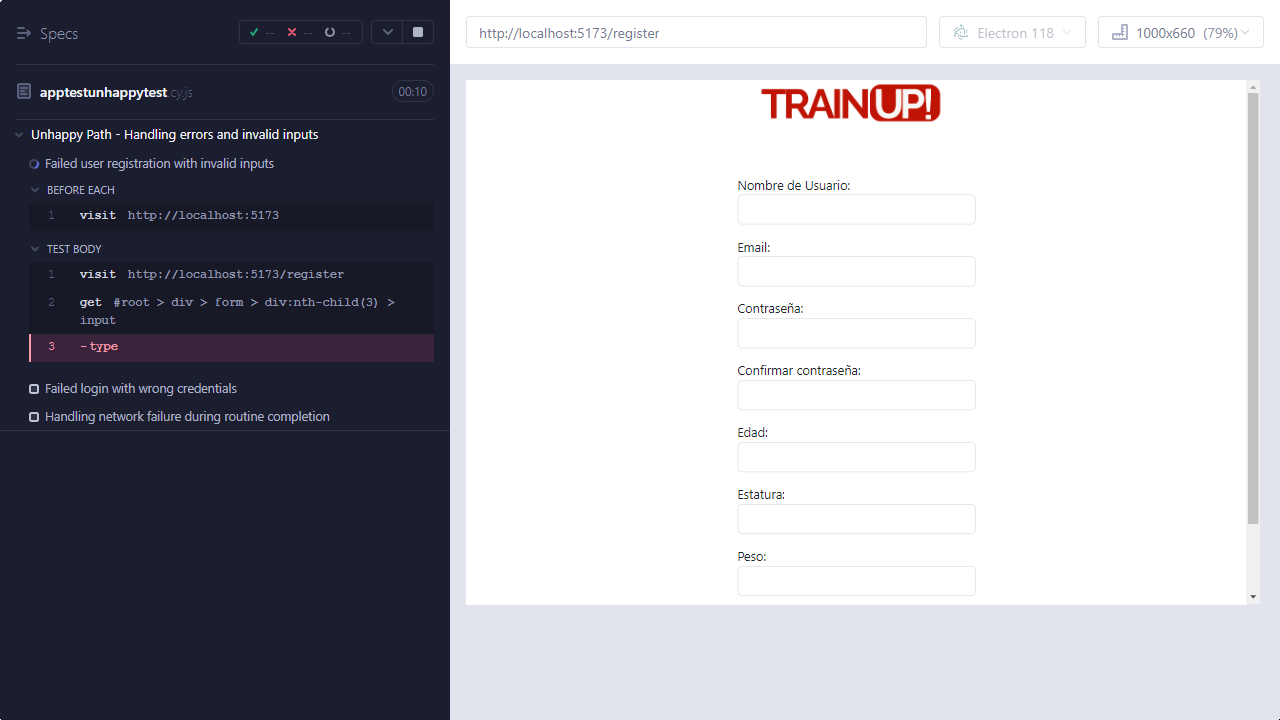 Specs
-- -- --
apptestunhappytest.cy.js
00:10
Unhappy Path - Handling errors and invalid inputs
Failed user registration with invalid inputs
BEFORE EACH
1 visit http://localhost:5173
TEST BODY
1 visit http://localhost:5173/register
2 get #root > div > form > div:nth-child(3) >
input
3 -type
Failed login with wrong credentials
Handling network failure during routine completion
http://localhost:5173/register
Electron 118
1000x660 (79%)
TRAINUP!
Nombre de Usuario:
Email:
Contraseña:
Confirmar contraseña:
Edad:
Estatura:
Peso: